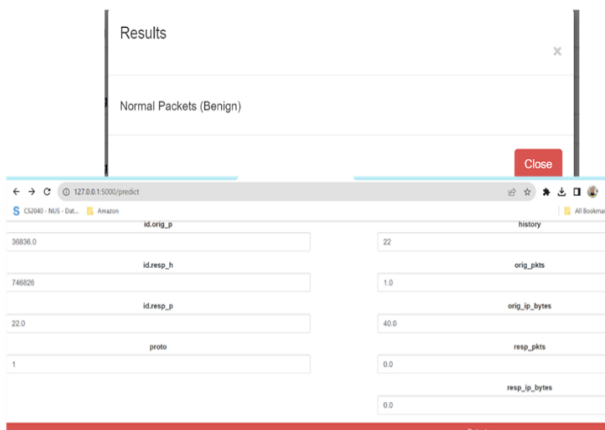 Results
×
Normal Packets (Benign)
Close
127.0.0.1:5000/predict
CS2040 - NUS - Dat...
Amazon
All Bookmar
id.orig_p
history
36836.0
22
id.resp_h
orig_pkts
746826
1.0
id.resp_p
orig_ip_bytes
22.0
40.0
proto
resp_pkts
1
0.0
resp_ip_bytes
0.0